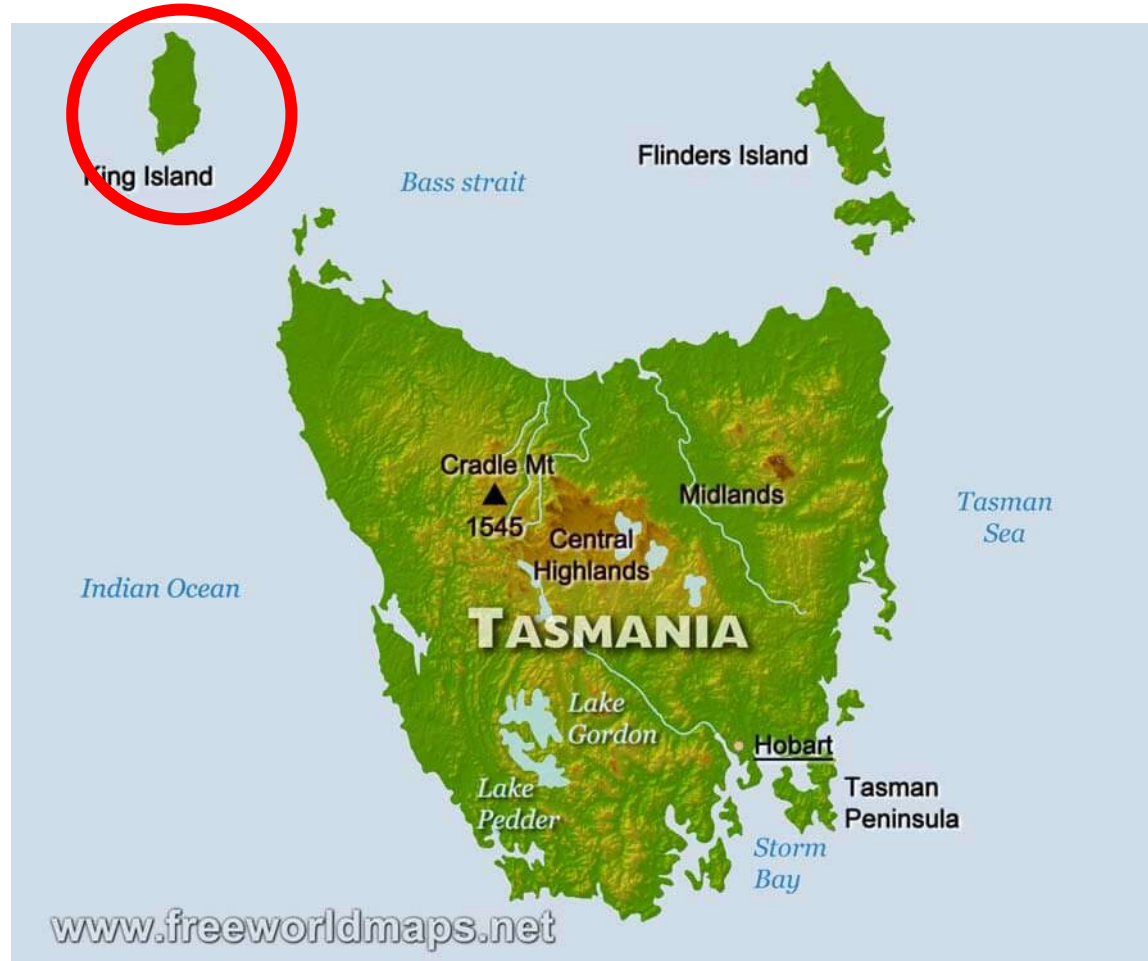 King Island
Bass strait
Flinders Island
Cradle Mt
1545
Midlands
Central
Highlands
Tasman
Sea
Indian Ocean
TASMANIA
Lake
Gordon
Hobart
Lake
Pedder
Tasman
Peninsula
Storm
Bay
www.freeworldmaps.net